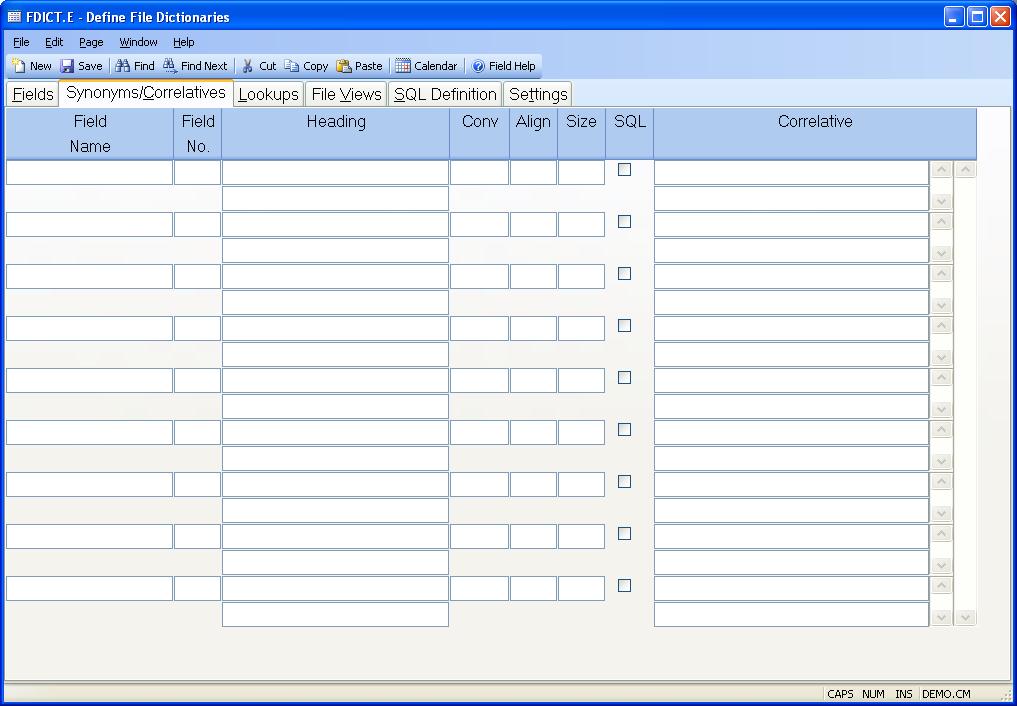 FDICT.E - Define File Dictionaries
File Edit Page Window Help
New Save Find Find Next Cut Copy Paste Calendar Field Help
Fields Synonyms/Correlatives Lookups File Views SQL Definition Settings
Field Field Heading Conv Align Size SQL Correlative
Name No.
CAPS NUM INS DEMO.CM